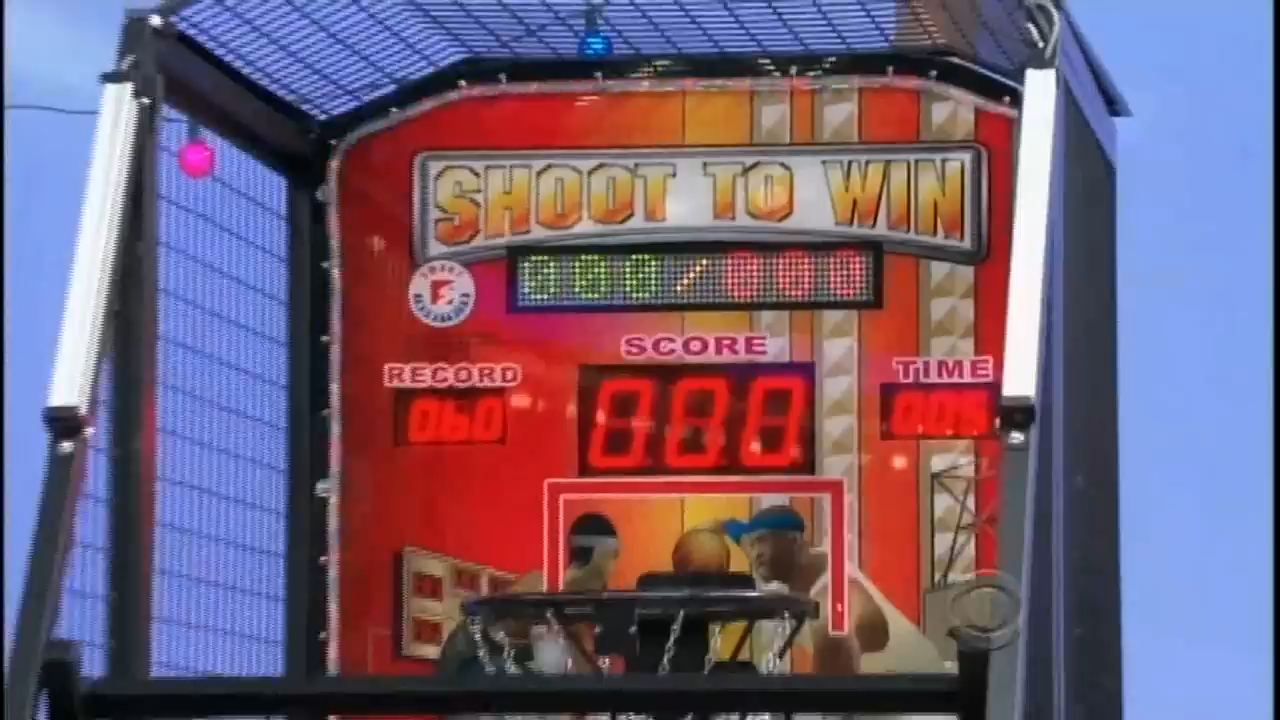 SHOOT TO WIN
000/000
SCORE
RECORD
TIME
060
000
005